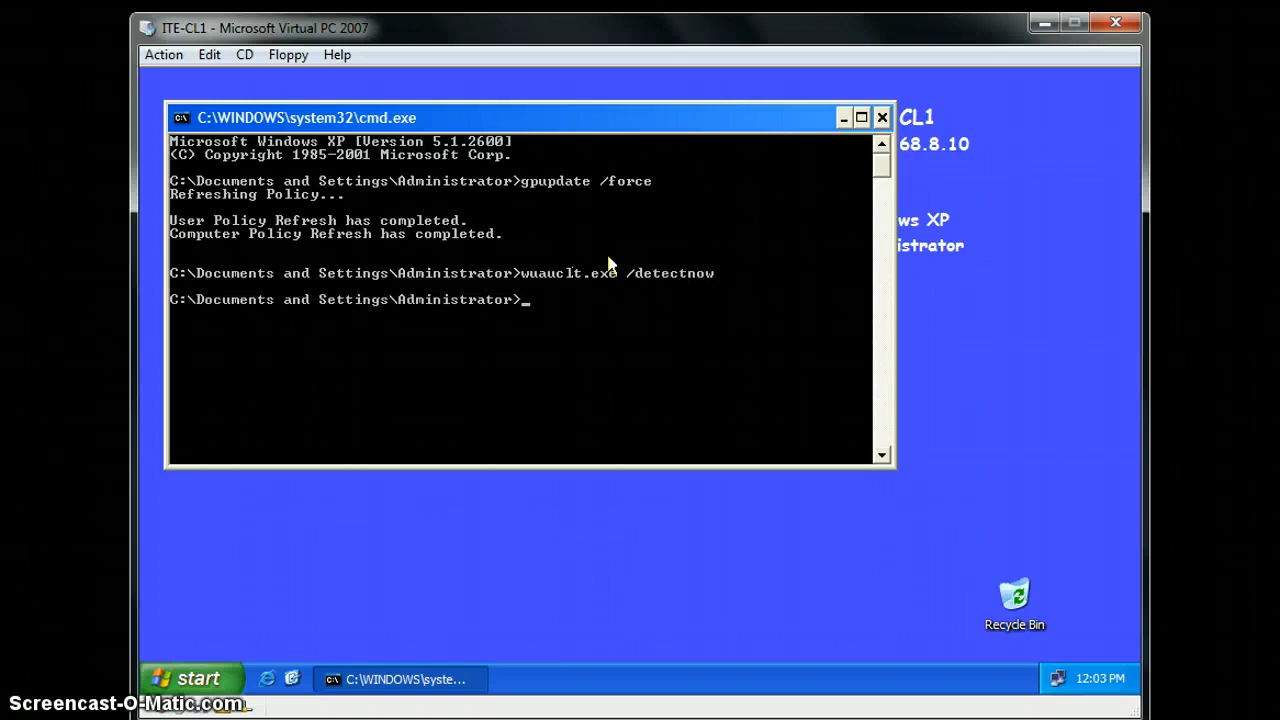 ITE-CL1 - Microsoft Virtual PC 2007
Action Edit CD Floppy Help
C:\WINDOWS\system32\cmd.exe
Microsoft Windows XP [Version 5.1.2600]
(C) Copyright 1985-2001 Microsoft Corp.
C:\Documents and Settings\Administrator>gpupdate /force
Refreshing Policy...
User Policy Refresh has completed.
Computer Policy Refresh has completed.
C:\Documents and Settings\Administrator>wuauclt.exe /detectnow
C:\Documents and Settings\Administrator>_
CL1
68.8.10
ws XP
istrator
Recycle Bin
start
C:\WINDOWS\syste...
12:03 PM
Screencast-O-Matic.com